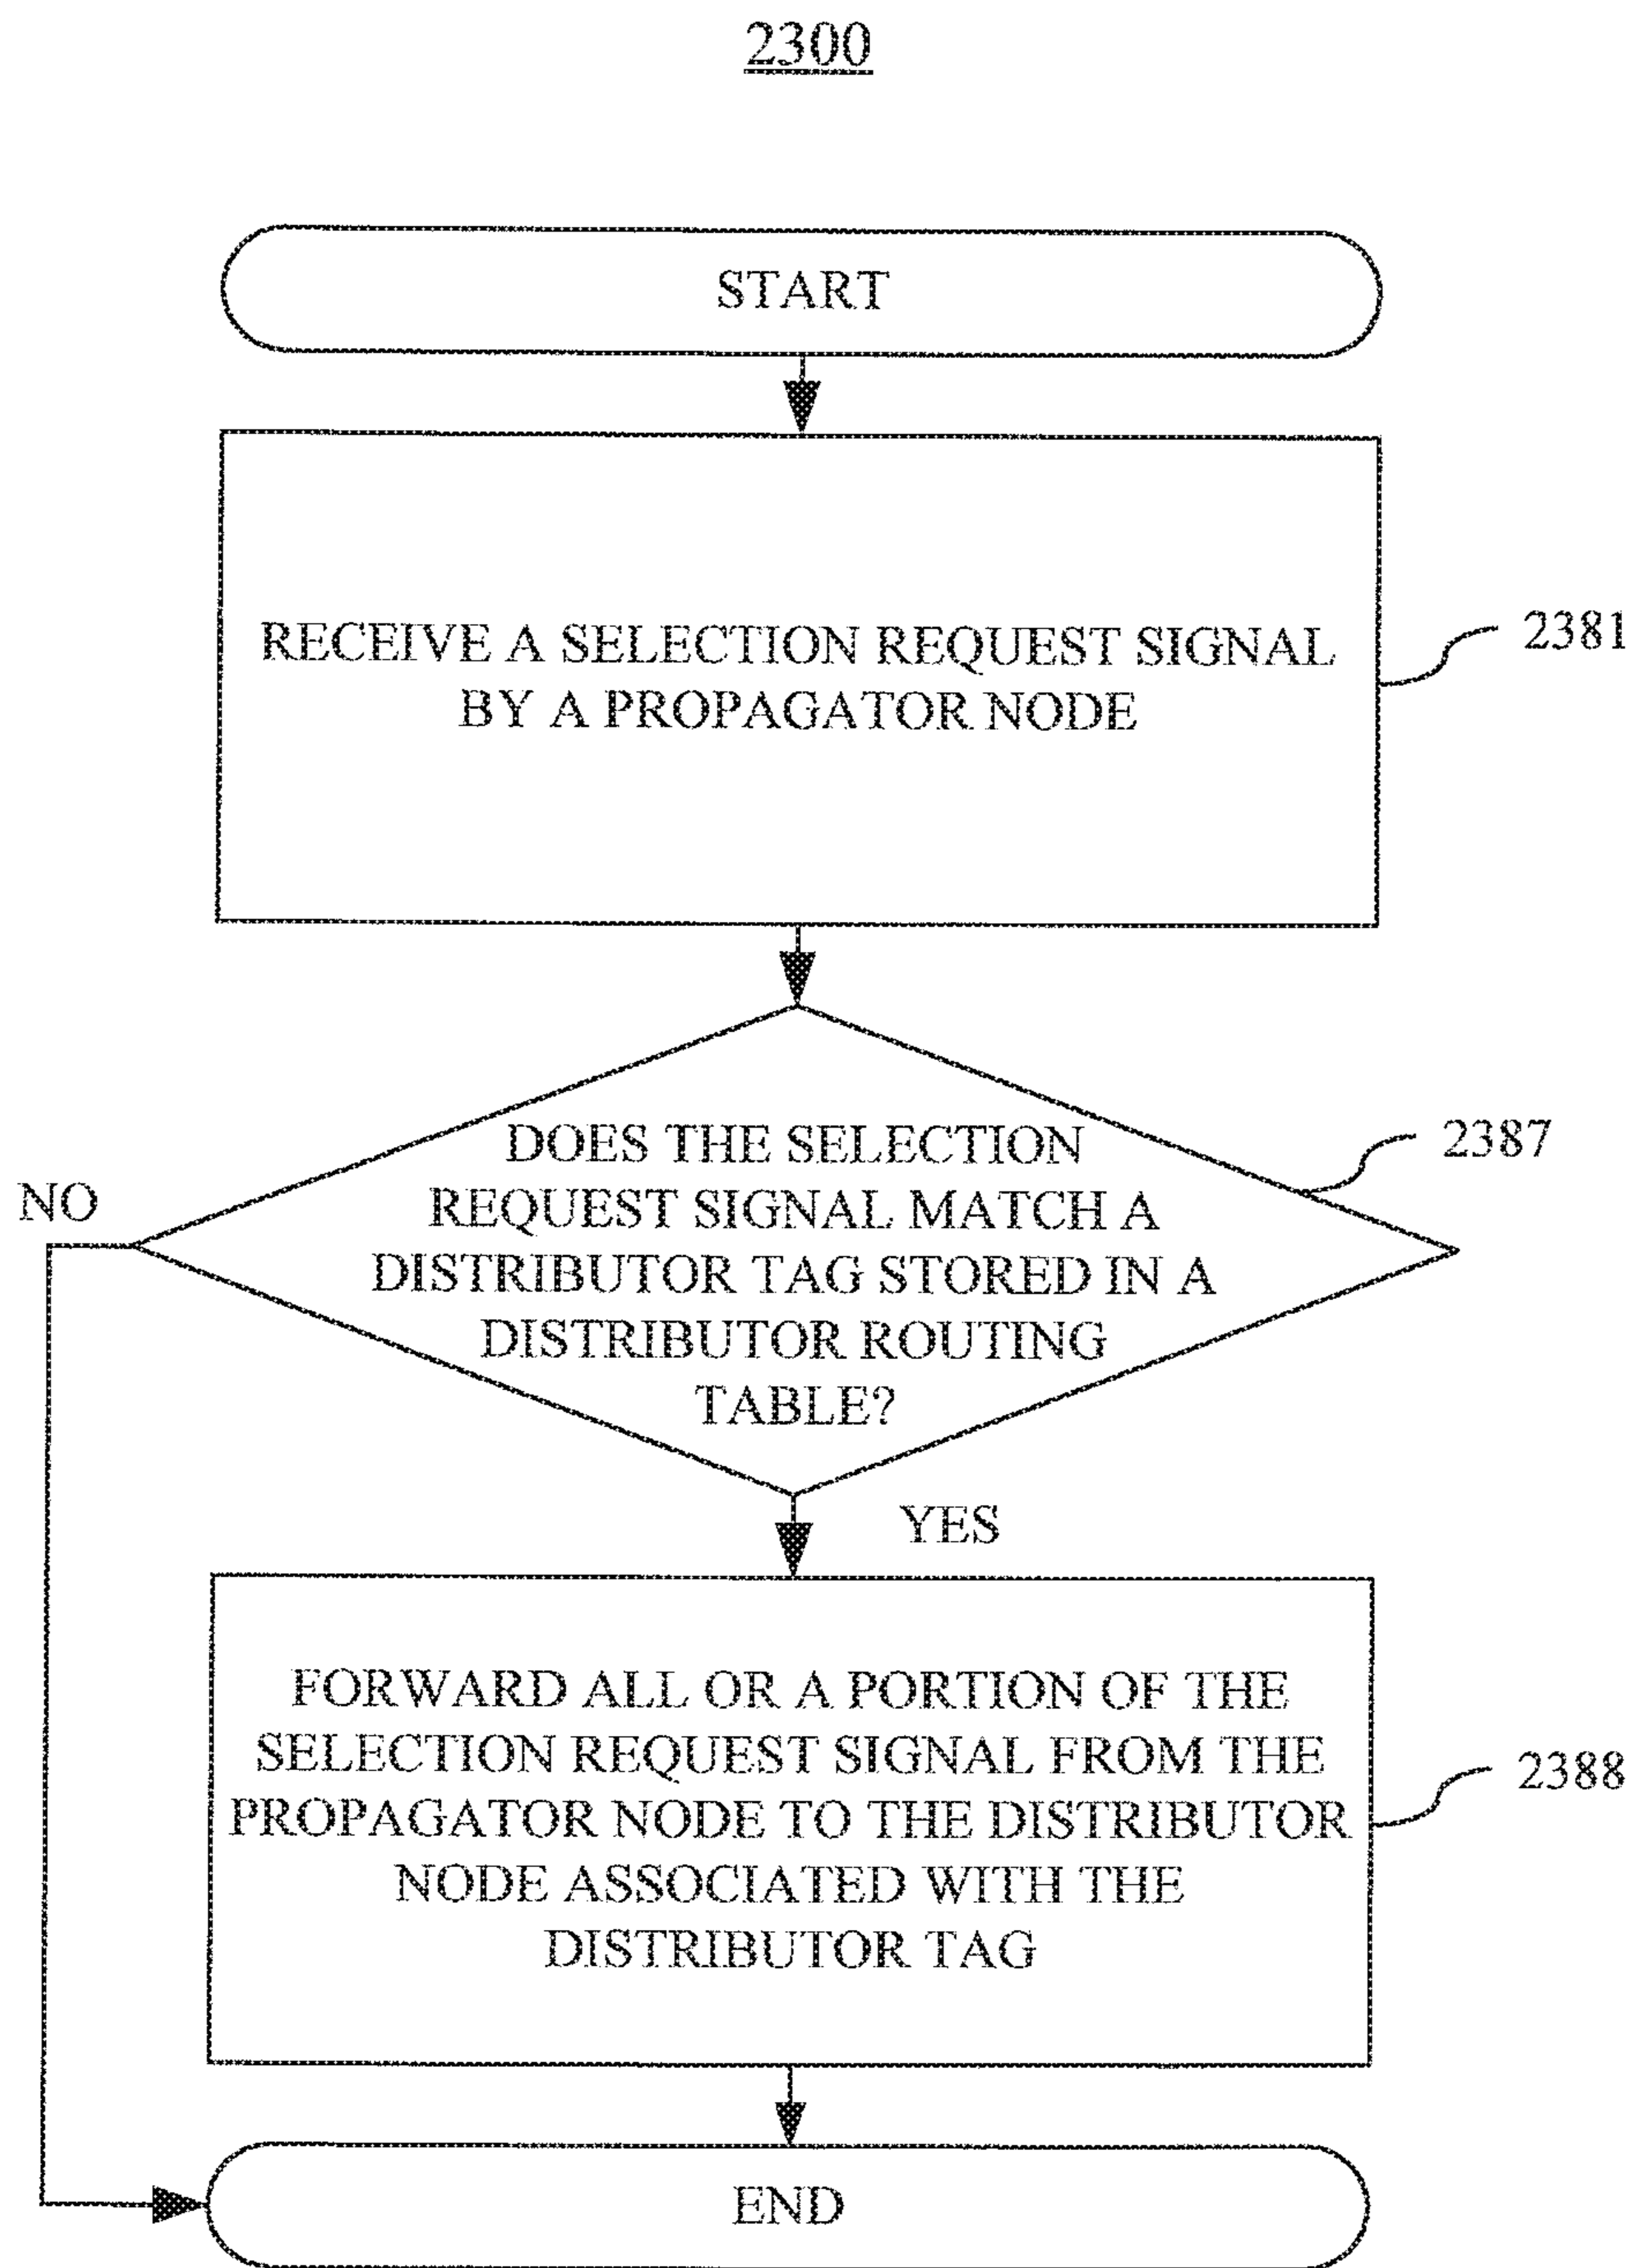 2300
START
RECEIVE A SELECTION REQUEST SIGNAL
BY A PROPAGATOR NODE
2381
DOES THE SELECTION
REQUEST SIGNAL MATCH A
DISTRIBUTOR TAG STORED IN A
DISTRIBUTOR ROUTING
TABLE?
2387
NO
YES
FORWARD ALL OR A PORTION OF THE
SELECTION REQUEST SIGNAL FROM THE
PROPAGATOR NODE TO THE DISTRIBUTOR
NODE ASSOCIATED WITH THE
DISTRIBUTOR TAG
2388
END